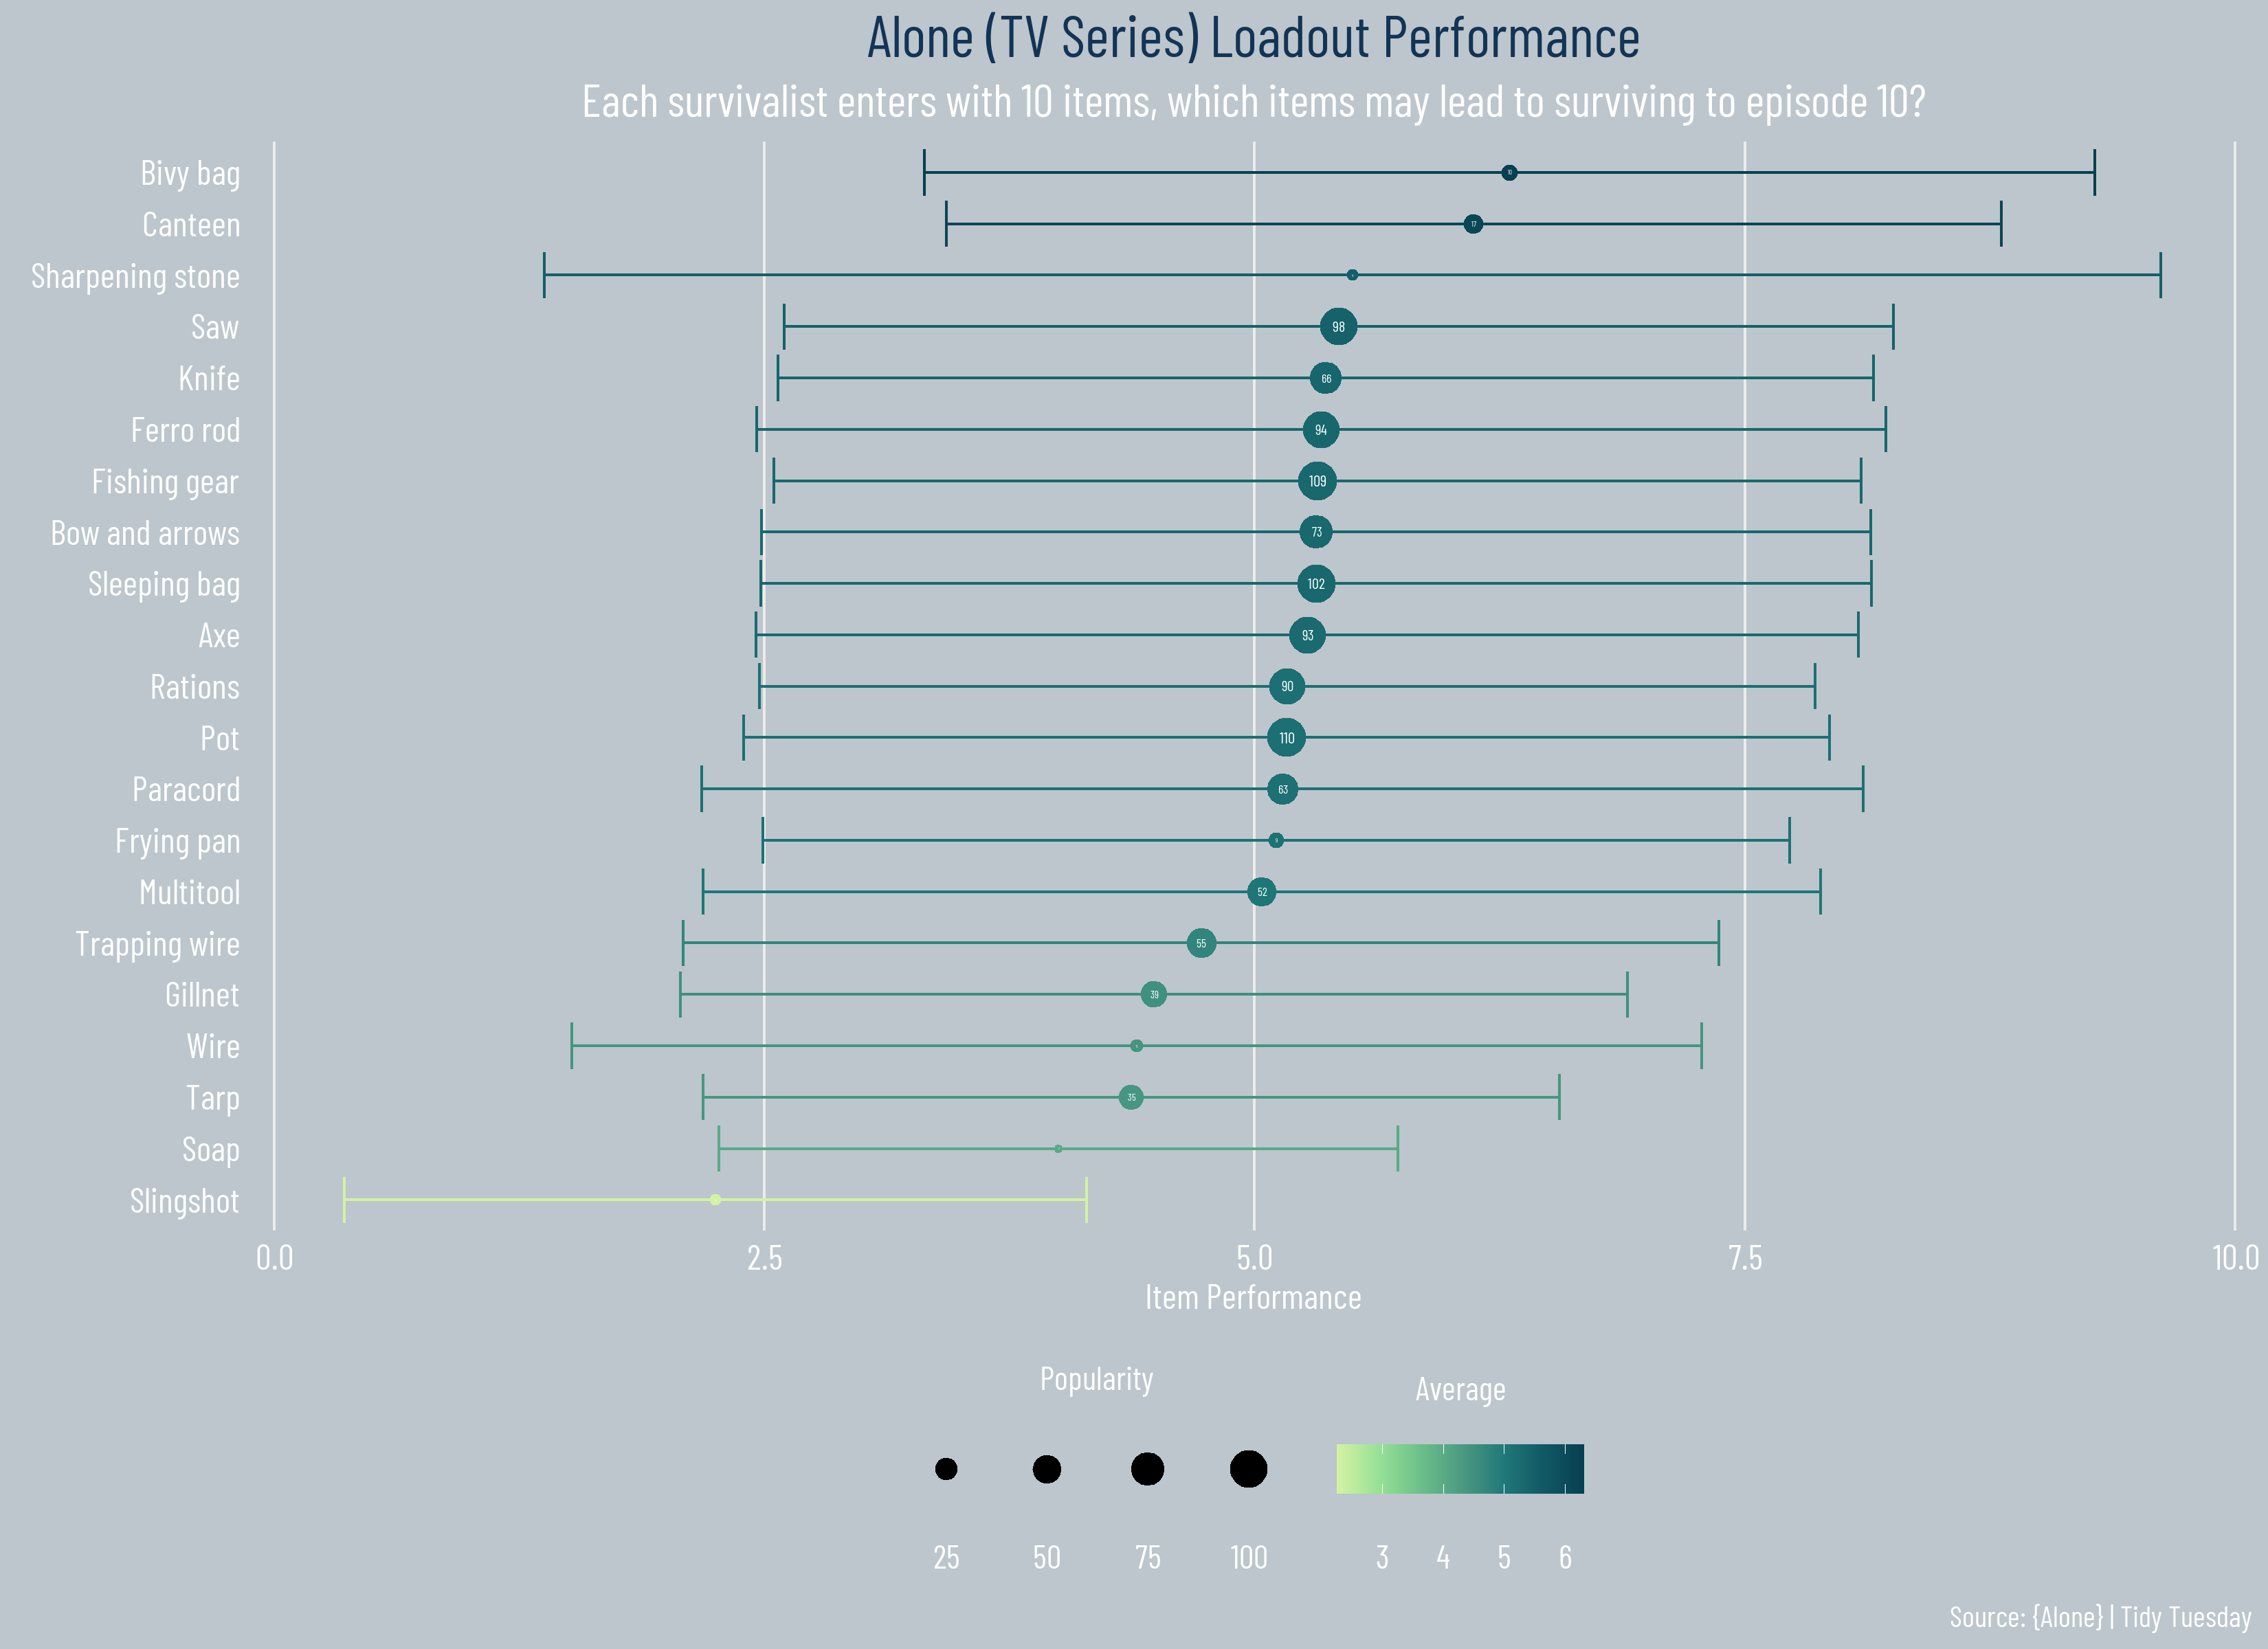 Alone (TV Series) Loadout Performance
Each survivalist enters with 10 items, which items may lead to surviving to episode 10?
Bivy bag
10
Canteen
17
Sharpening stone
Saw
98
Knife
66
Ferro rod
94
Fishing gear
109
Bow and arrows
73
Sleeping bag
102
Axe
93
Rations
90
Pot
110
Paracord
63
Frying pan
Multitool
52
Trapping wire
55
Gillnet
39
Wire
Tarp
35
Soap
Slingshot
0.0 2.5 5.0 7.5 10.0
Item Performance
Popularity
25 50 75 100
Average
3 4 5 6
Source: {Alone} | Tidy Tuesday